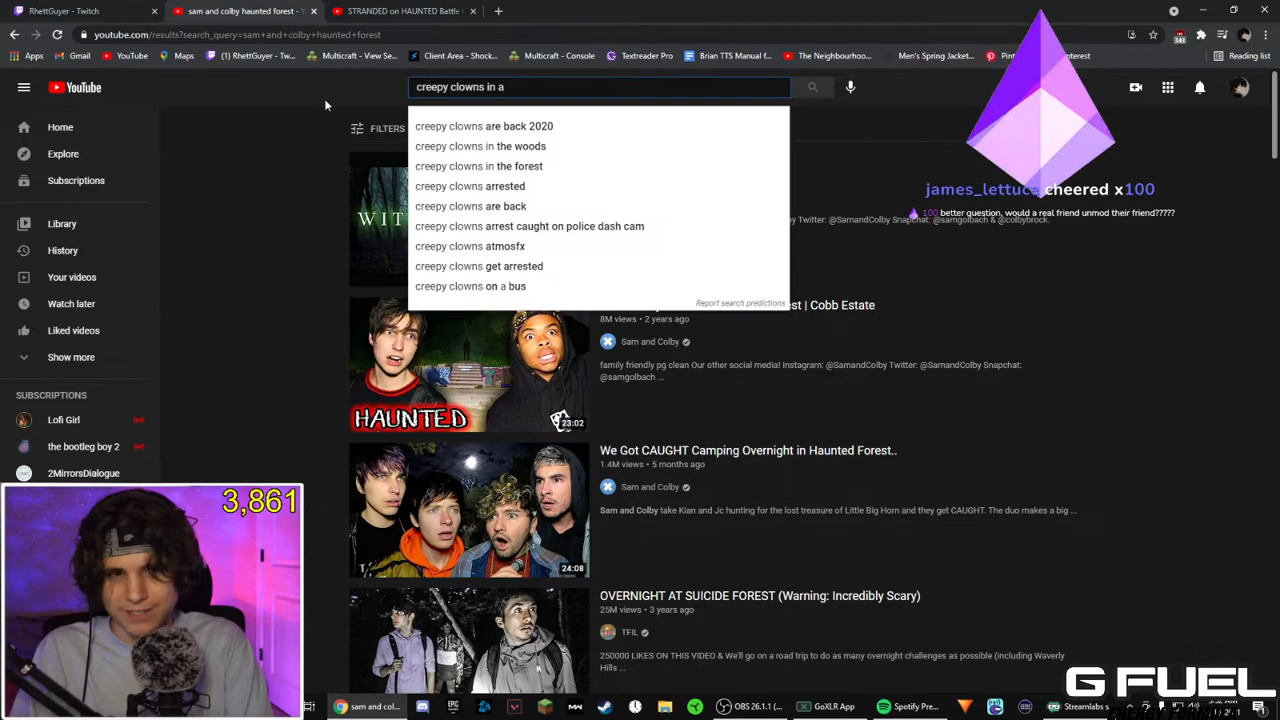 RhettGuyer - Twitch
sam and colby haunted forest - Y
STRANDED on HAUNTED Battle
youtube.com/results?search_query=sam+and+colby+haunted+forest
Apps
Gmail
YouTube
Maps
(1) RhettGuyer - Tw...
Multicraft - View Se...
Client Area - Shock...
Textreader Pro
Brian TTS Manual f...
The Neighbourhoo...
Men's Sport Jacket...
Reading list
YouTube
creepy clowns in a
FILTERS
creepy clowns are back 2020
creepy clowns in the woods
creepy clowns in the forest
creepy clowns arrested
creepy clowns are back
creepy clowns arrest caught on police dash cam
creepy clowns atmosfx
creepy clowns get arrested
creepy clowns on a bus
Report search predictions
Home
Explore
Subscriptions
Library
History
Your videos
Watch later
Liked videos
Show more
SUBSCRIPTIONS
Lofi Girl
the bootleg boy 2
2MirrorsDialogue
james_lettuce cheered x100
100 better question, would a real friend unmod their friend?????
y Twitter: @SamandColby Snapchat: @samgolbach & @colbybrock.
WIT
est | Cobb Estate
8M views • 2 years ago
Sam and Colby
family friendly pg clean Our other social media! Instagram: @SamandColby Twitter: @SamandColby Snapchat:
@samgolbach ...
HAUNTED
23:02
We Got CAUGHT Camping Overnight in Haunted Forest..
1.4M views • 5 months ago
Sam and Colby
Sam and Colby take Kian and Jc hunting for the lost treasure of Little Big Horn and they get CAUGHT. The duo makes a big ...
24:08
OVERNIGHT AT SUICIDE FOREST (Warning: Incredibly Scary)
25M views • 3 years ago
TFIL
250000 LIKES ON THIS VIDEO & We'll go on a road trip to do as many overnight challenges as possible (including Waverly
Hills ...
3,861
G FUEL
sam and col...
OBS 26.1.1 (...
GoXLR App
Spotify Pre...
Streamlabs